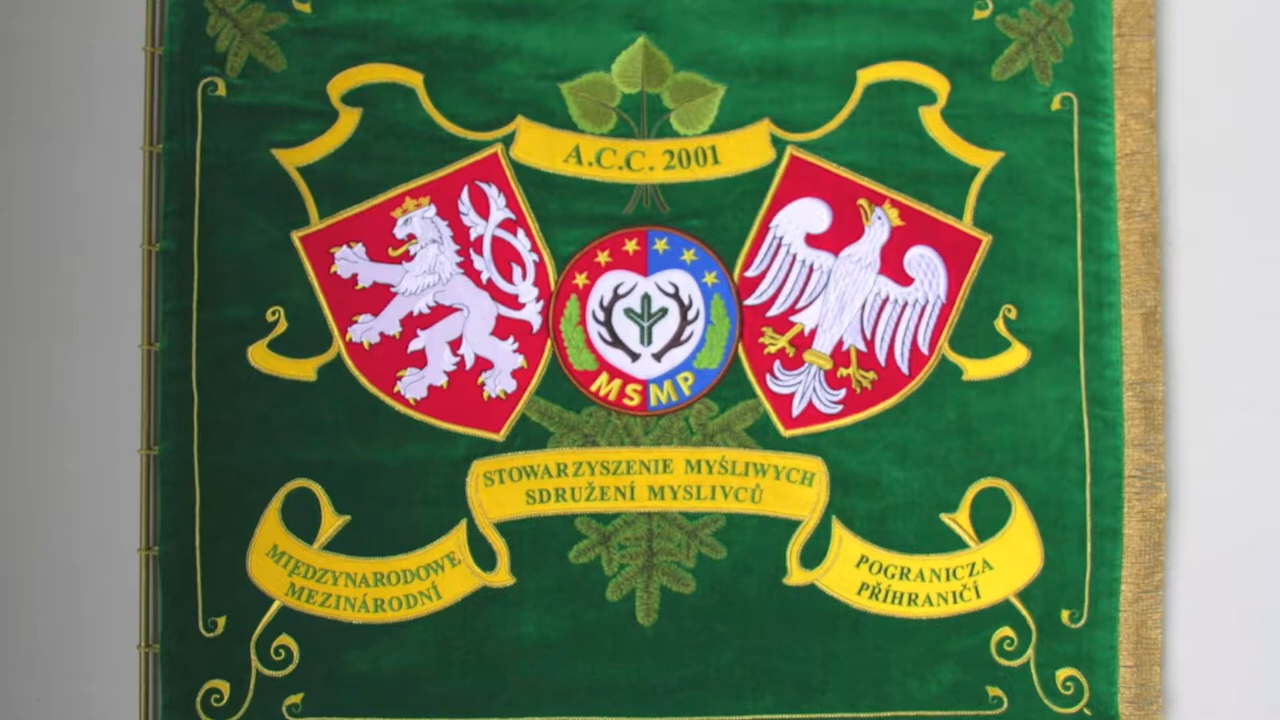 A.C.C. 2001
MSMP
STOWARZYSZENIE MYŚLIWYCH
SDRUŽENÍ MYSLIVCŮ
MIĘDZYNARODOWE
MEZINÁRODNÍ
POGRANICZA
PŘÍHRANIČÍ